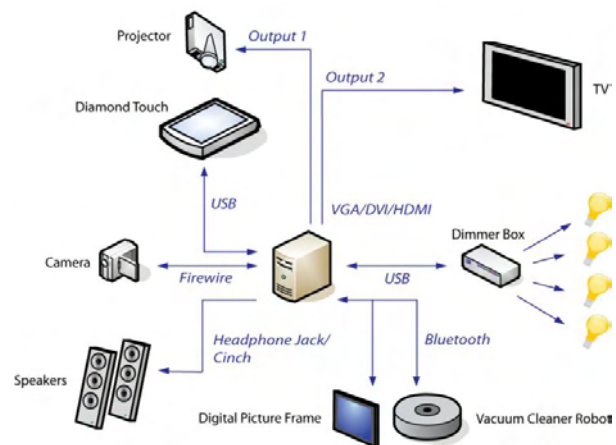 Projector
Output 1
Output 2
TV
Diamond Touch
USB
VGA/DVI/HDMI
Dimmer Box
Camera
Firewire
USB
Headphone Jack/
Cinch
Bluetooth
Speakers
Digital Picture Frame
Vacuum Cleaner Robot